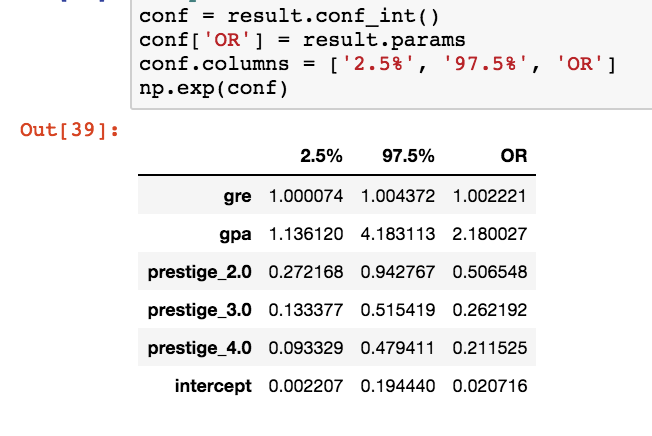 conf = result.conf_int()
conf['OR'] = result.params
conf.columns = ['2.5%', '97.5%', 'OR']
np.exp(conf)
Out[39]:
2.5% 97.5% OR
gre 1.000074 1.004372 1.002221
gpa 1.136120 4.183113 2.180027
prestige_2.0 0.272168 0.942767 0.506548
prestige_3.0 0.133377 0.515419 0.262192
prestige_4.0 0.093329 0.479411 0.211525
intercept 0.002207 0.194440 0.020716